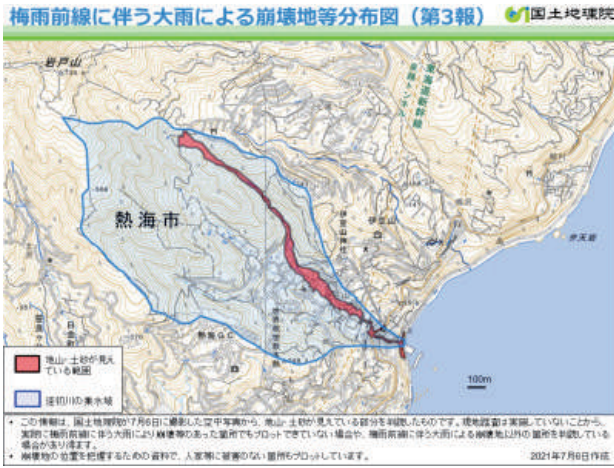 梅雨前線に伴う大雨による崩壊地等分布図（第3報）
国土地理院
岩戸山
東海道新幹線
熱海市
伊豆山神社
伊豆山
熱海GC
地山・土砂が見え
ている範囲
逢初川の集水域
100m
• この情報は、国土地理院が7月6日に撮影した空中写真から、地山・土砂が見えている部分を判読したものです。現地踏査は実施していないことから、
実際に梅雨前線に伴う大雨により崩壊等のあった箇所でもプロットできていない場合や、梅雨前線に伴う大雨による崩壊地以外の箇所を判読している
場合があり得ます。
• 崩壊地の位置を把握するための資料で、人家等に被害のない箇所もプロットしています。
2021年7月6日作成